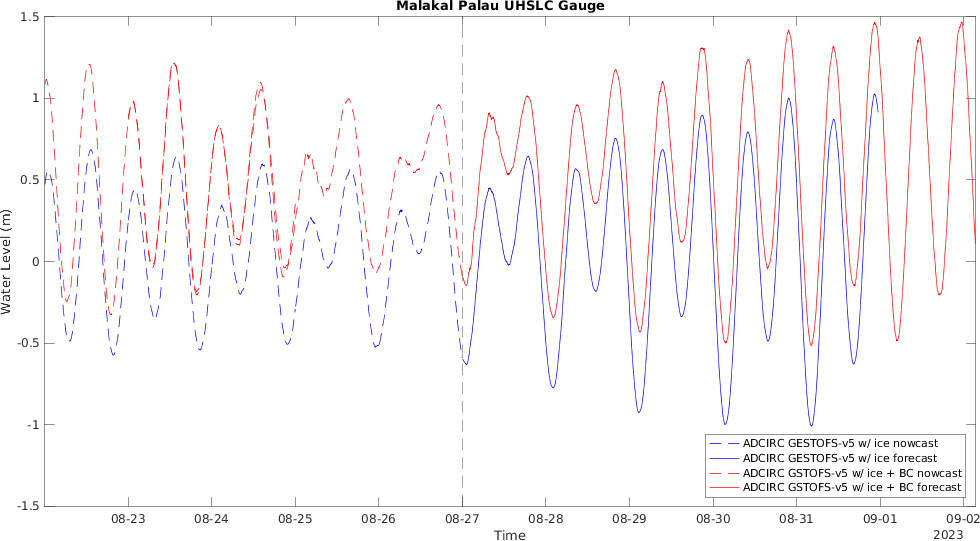 Malakal Palau UHSLC Gauge
1.5
1
0.5
0
-0.5
-1
-1.5
Water Level (m)
ADCIRC GESTOFS-v5 w/ ice nowcast
ADCIRC GESTOFS-v5 w/ ice forecast
ADCIRC GSTOFS-v5 w/ ice + BC nowcast
ADCIRC GSTOFS-v5 w/ ice + BC forecast
08-23 08-24 08-25 08-26 08-27 08-28 08-29 08-30 08-31 09-01 09-02
Time
2023